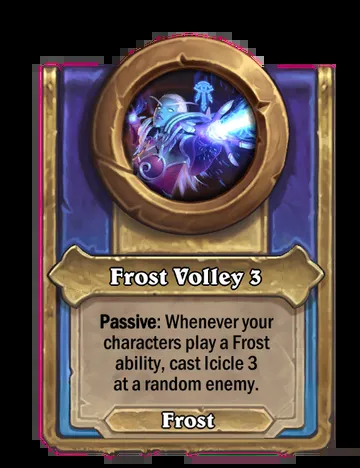 Frost Volley 3
Passive: Whenever your
characters play a Frost
ability, cast Icicle 3
at a random enemy.
Frost